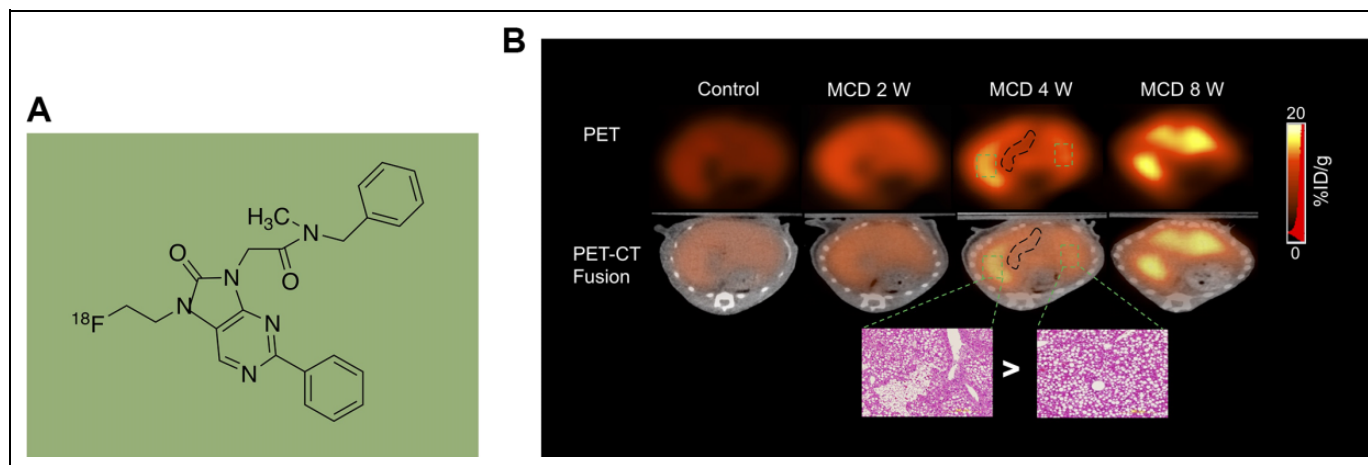 A
H₃C
N
O
O
N
N
¹⁸F
N
N
B
Control MCD 2 W MCD 4 W MCD 8 W
PET
PET-CT
Fusion
20
%ID/g
0
>